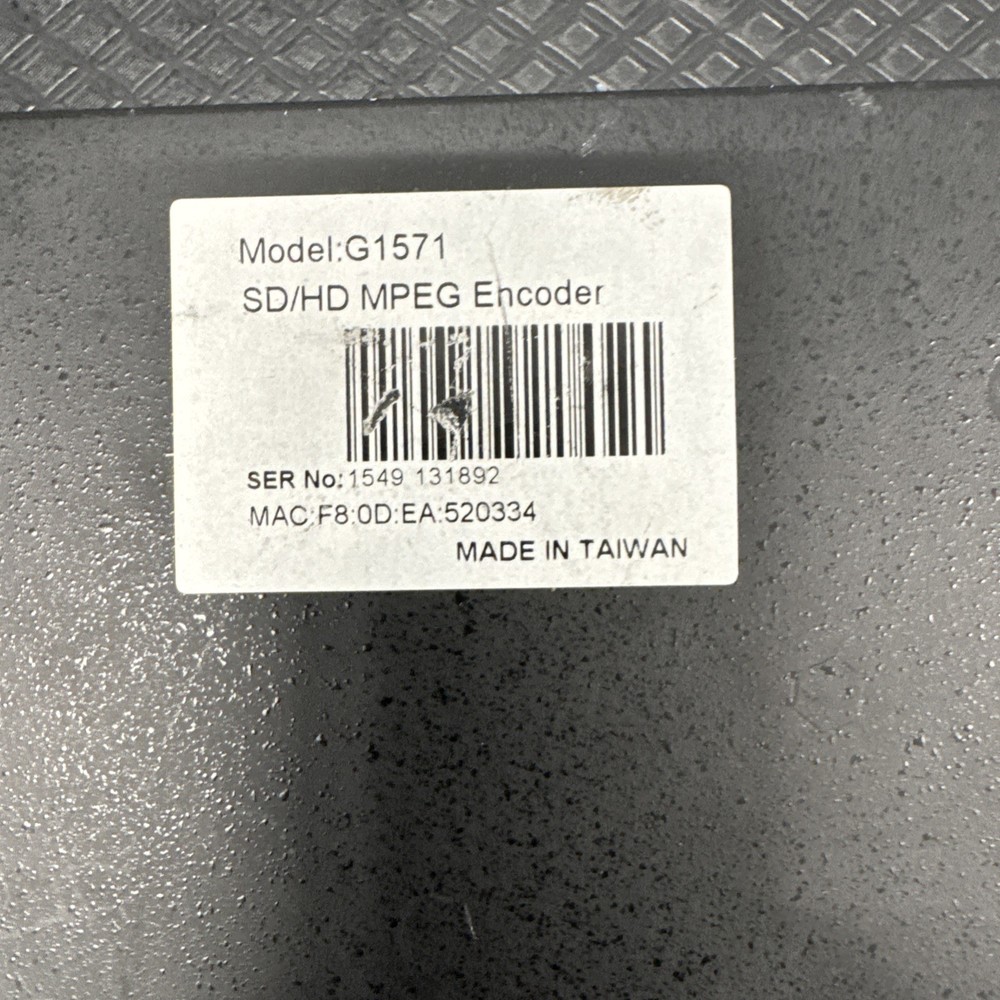 Model:G1571
SD/HD MPEG Encoder
SER No:1549 131892
MAC:F8:0D:EA:520334
MADE IN TAIWAN